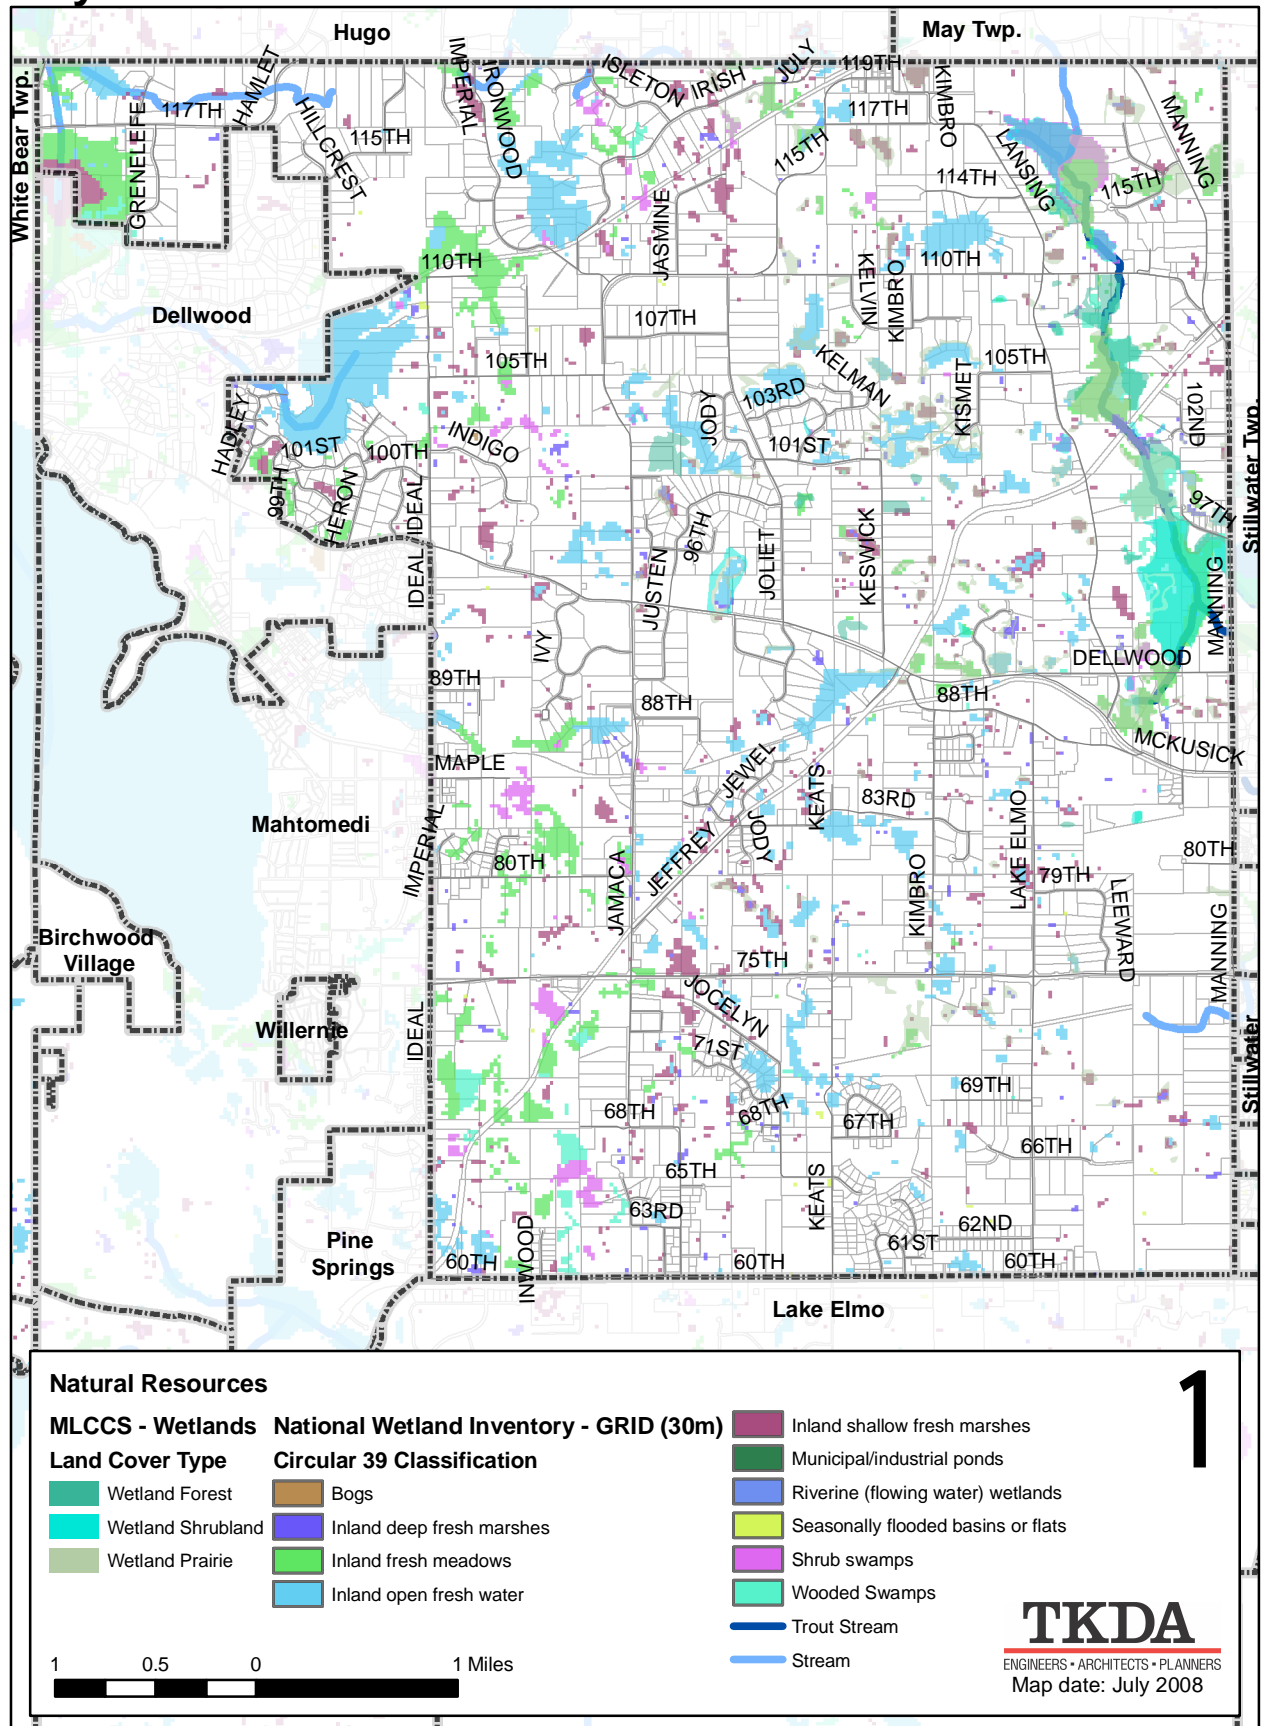 y
Hugo
May Twp.
White Bear Twp.
IMPERIAL
IRONWOOD
ISLETON
IRISH
JULY
119TH
KIMBRO
117TH
HAMLET
HILLCREST
115TH
GRENELEFE
117TH
115TH
LANSING
MANNING
114TH
115TH
JASMINE
110TH
KELVIN
KIMBRO
110TH
Dellwood
107TH
105TH
KELMAN
105TH
KISMET
103RD
JODY
101ST
102ND
HADLEY
101ST
100TH
INDIGO
99TH
HERON
IDEAL
IDEAL
96TH
JUSTEN
JOLIET
KESWICK
97TH
Stillwater Twp.
MANNING
IVY
DELLWOOD
89TH
88TH
88TH
MCKUSICK
MAPLE
JEWEL
KEATS
83RD
Mahtomedi
IMPERIAL
JEFFREY
JODY
LAKE ELMO
80TH
80TH
JAMACA
KIMBRO
79TH
LEEWARD
Birchwood
Village
75TH
MANNING
JOCELYN
Willernie
IDEAL
71ST
Stillwater
69TH
68TH
68TH
67TH
66TH
65TH
KEATS
63RD
62ND
61ST
INWOOD
60TH
60TH
60TH
Pine
Springs
Lake Elmo
Natural Resources
1
MLCCS - Wetlands
Land Cover Type
Wetland Forest
Wetland Shrubland
Wetland Prairie
National Wetland Inventory - GRID (30m)
Circular 39 Classification
Bogs
Inland deep fresh marshes
Inland fresh meadows
Inland open fresh water
Inland shallow fresh marshes
Municipal/industrial ponds
Riverine (flowing water) wetlands
Seasonally flooded basins or flats
Shrub swamps
Wooded Swamps
Trout Stream
Stream
1 0.5 0 1 Miles
TKDA
ENGINEERS • ARCHITECTS • PLANNERS
Map date: July 2008